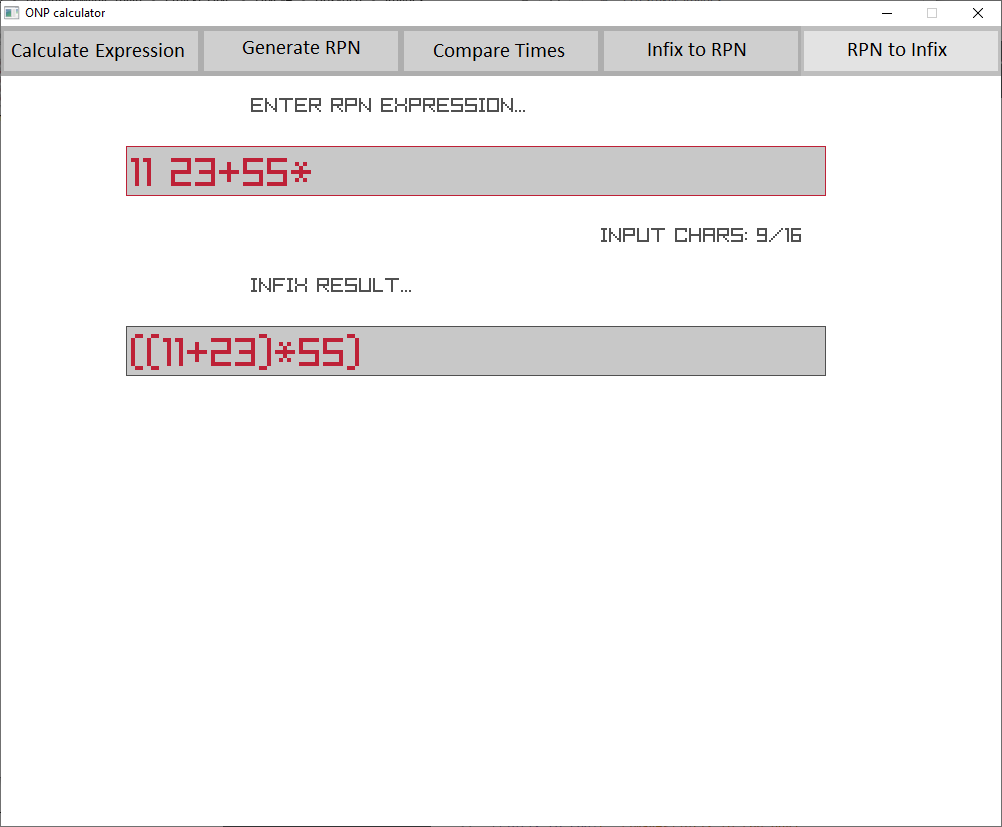 ONP calculator
Calculate Expression Generate RPN Compare Times Infix to RPN RPN to Infix
ENTER RPN EXPRESSION...
11 23+55*
INPUT CHARS: 9/16
INFIX RESULT...
((11+23)*55)